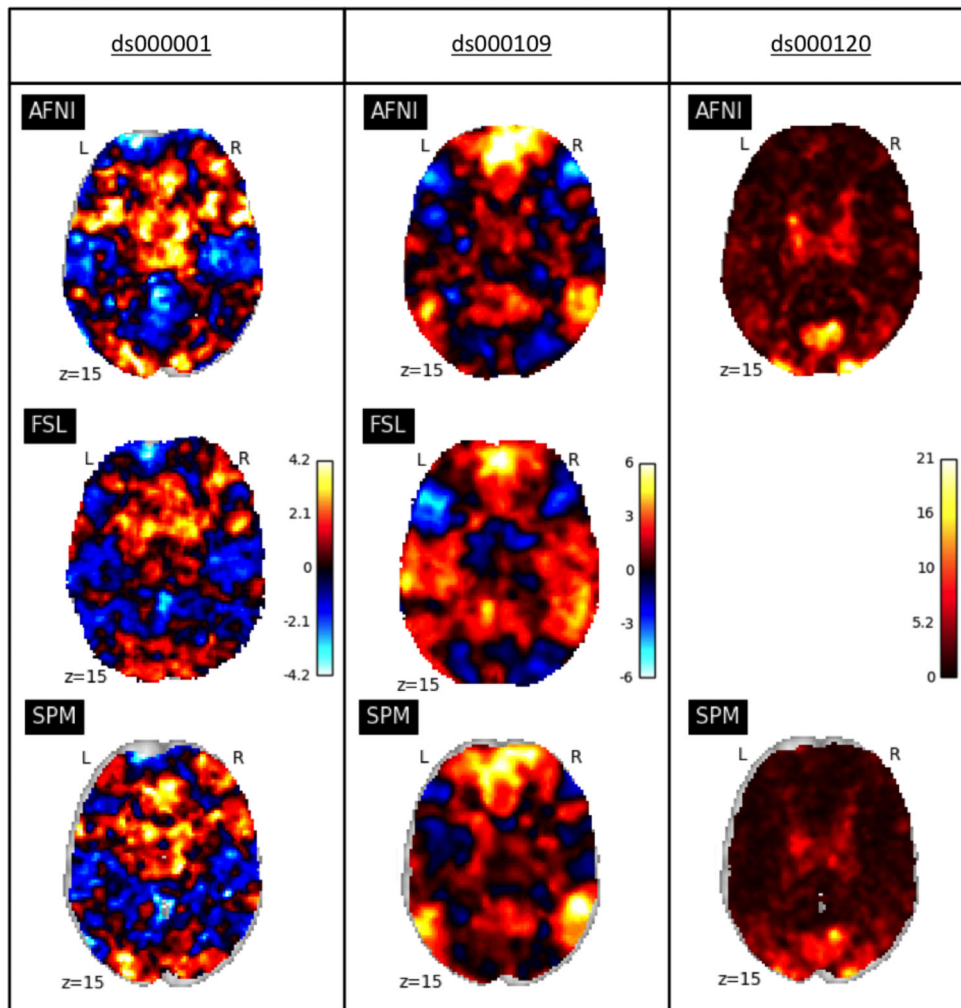 ds000001 ds000109 ds000120
AFNI AFNI AFNI
L R L R L R
z=15 z=15 z=15
FSL FSL
L R L R
4.2 6 21
2.1 3 16
0 0 10
-2.1 -3 5.2
-4.2 -6 0
z=15 z=15
SPM SPM SPM
L R L R L R
z=15 z=15 z=15